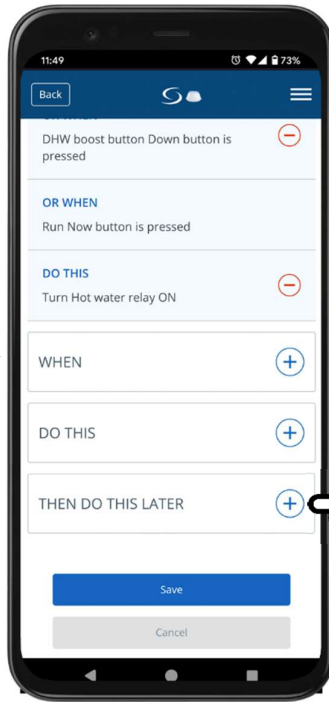 11:49
73%
Back
DHW boost button Down button is
pressed
OR WHEN
Run Now button is pressed
DO THIS
Turn Hot water relay ON
WHEN
DO THIS
THEN DO THIS LATER
Save
Cancel